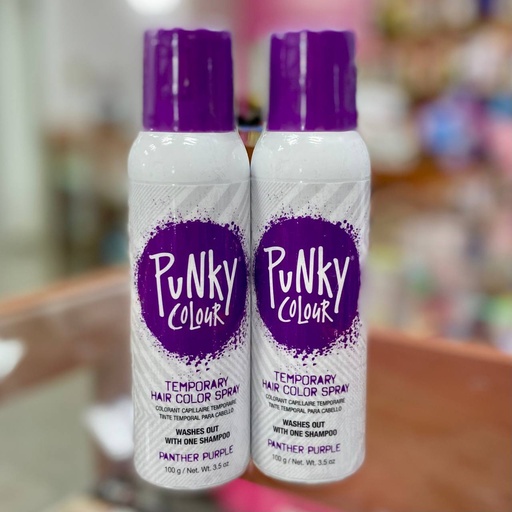 PUNKY
COLOUR
TEMPORARY
HAIR COLOR SPRAY
COLORANT CAPILLAIRE TEMPORAIRE
TINTE TEMPORAL PARA CABELLO
WASHES OUT
WITH ONE SHAMPOO
PANTHER PURPLE
100 g / Net. Wt. 3.5 oz
PUNKY
COLOUR
TEMPORARY
HAIR COLOR SPRAY
COLORANT CAPILLAIRE TEMPORAIRE
TINTE TEMPORAL PARA CABELLO
WASHES OUT
WITH ONE SHAMPOO
PANTHER PURPLE
100 g / Net. Wt. 3.5 oz